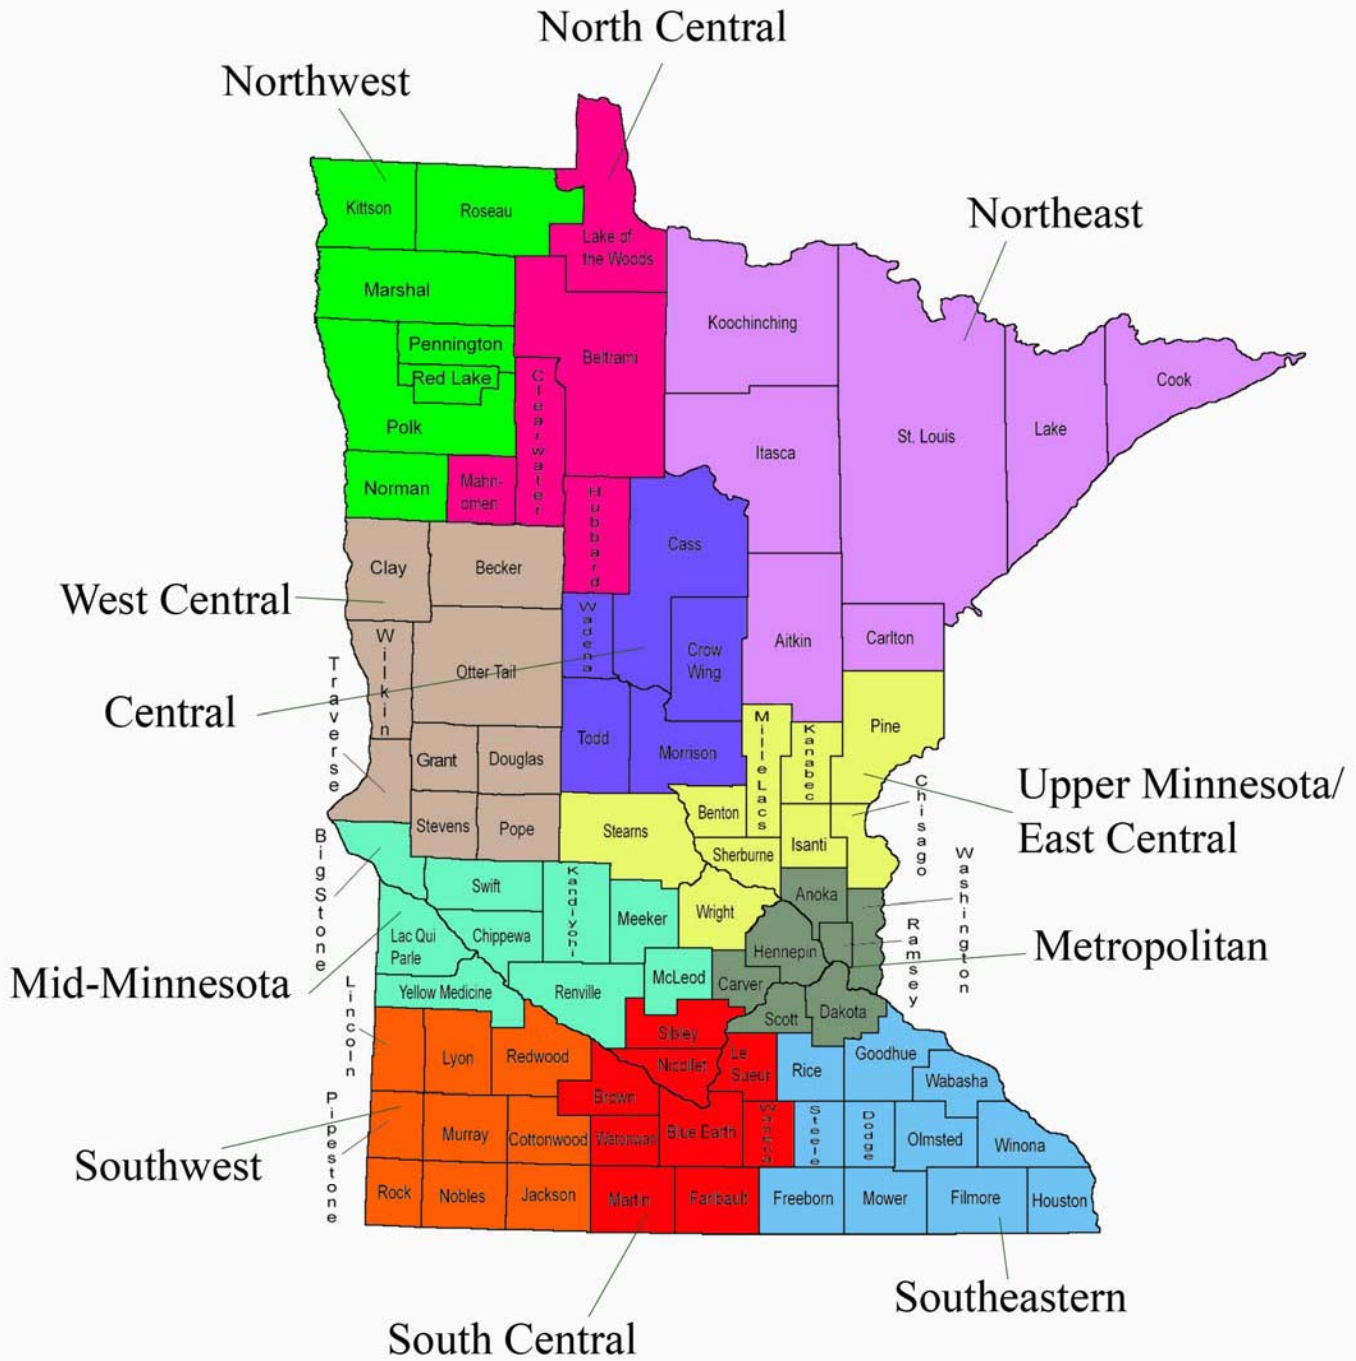 North Central
Northwest
Northeast
Kittson
Roseau
Lake of
the Woods
Marshal
Koochinching
Pennington
Beltrami
Red Lake
Clearwater
Cook
Polk
St. Louis
Lake
Itasca
Norman
Mahn-
omen
Hubbard
Cass
Clay
Becker
West Central
Wadena
Wilkin
Aitkin
Carlton
Crow
Wing
Otter Tail
Traverse
Central
Todd
Morrison
Mille Lacs
Kanabec
Pine
Grant
Douglas
Chisago
Upper Minnesota/
East Central
Benton
Stevens
Pope
Stearns
Isanti
Sherburne
Big Stone
Washington
Swift
Kandiyohi
Anoka
Meeker
Wright
Ramsey
Lac Qui
Parle
Chippewa
Hennepin
Metropolitan
Mid-Minnesota
McLeod
Carver
Yellow Medicine
Renville
Lincoln
Scott
Dakota
Sibley
Lyon
Redwood
Nicollet
Le
Sueur
Rice
Goodhue
Wabasha
Brown
Pipestone
Murray
Cottonwood
Watonwan
Blue Earth
Waseca
Steele
Dodge
Olmsted
Winona
Southwest
Rock
Nobles
Jackson
Martin
Faribault
Freeborn
Mower
Filmore
Houston
Southeastern
South Central